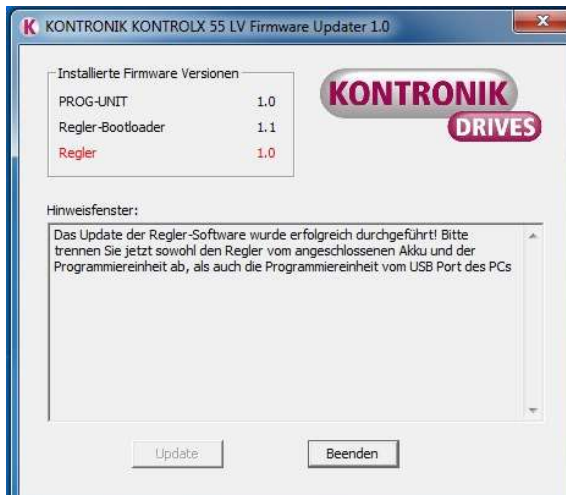 KONTRONIK KONTROLX 55 LV Firmware Updater 1.0
Installierte Firmware Versionen
PROG-UNIT 1.0
Regler-Bootloader 1.1
Regler 1.0
KONTRONIK
DRIVES
Hinweisfenster:
Das Update der Regler-Software wurde erfolgreich durchgeführt! Bitte
trennen Sie jetzt sowohl den Regler vom angeschlossenen Akku und der
Programmiereinheit ab, als auch die Programmiereinheit vom USB Port des PCs
Update
Beenden